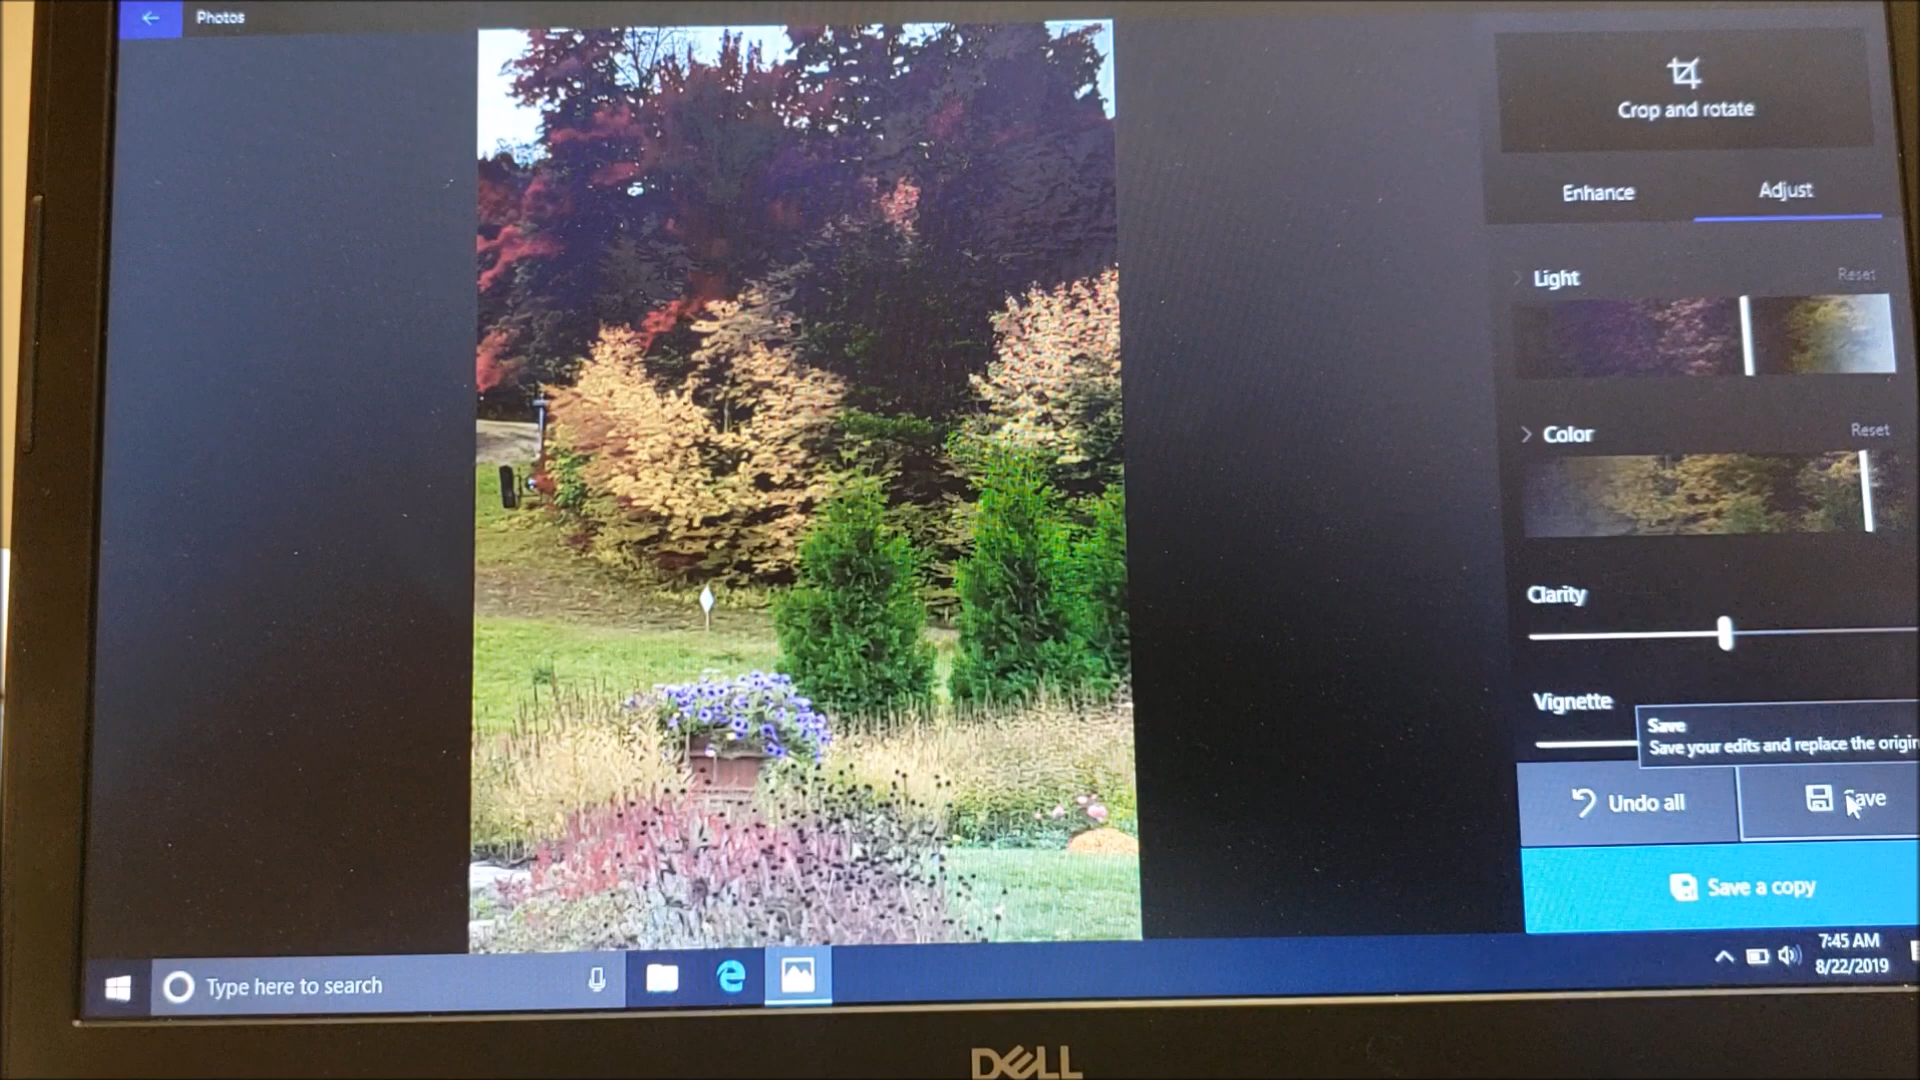 Photos
Crop and rotate
Enhance
Adjust
Light
Reset
Color
Reset
Clarity
Vignette
Save
Save your edits and replace the origin
Undo all
Save
Save a copy
Type here to search
7:45 AM
8/22/2019
DELL